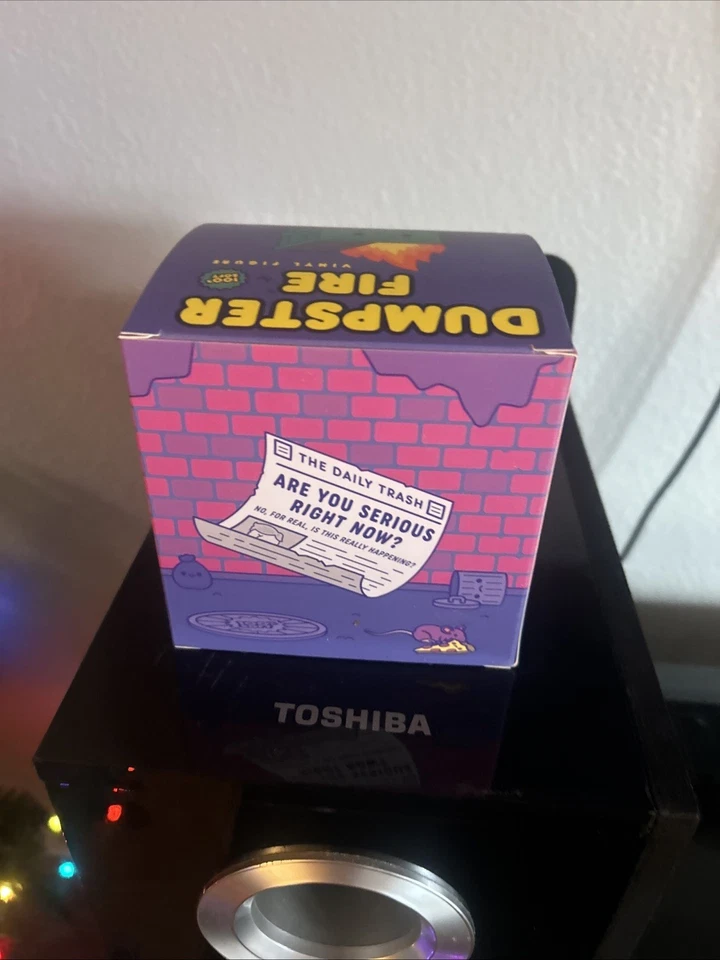 DUMPSTER
FIRE
VINYL FIGURE
100%
THE DAILY TRASH
ARE YOU SERIOUS
RIGHT NOW?
NO, FOR REAL, IS THIS REALLY HAPPENING?
TOSHIBA